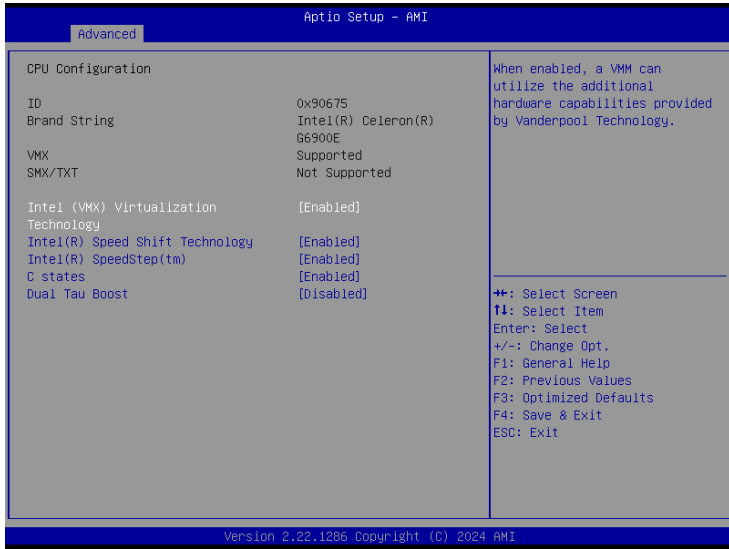 Aptio Setup – AMI
Advanced
CPU Configuration
ID 0x90675
Brand String Intel(R) Celeron(R)
G6900E
VMX Supported
SMX/TXT Not Supported
Intel (VMX) Virtualization [Enabled]
Technology
Intel(R) Speed Shift Technology [Enabled]
Intel(R) SpeedStep(tm) [Enabled]
C states [Enabled]
Dual Tau Boost [Disabled]
When enabled, a VMM can
utilize the additional
hardware capabilities provided
by Vanderpool Technology.
→←: Select Screen
↑↓: Select Item
Enter: Select
+/-: Change Opt.
F1: General Help
F2: Previous Values
F3: Optimized Defaults
F4: Save & Exit
ESC: Exit
Version 2.22.1286 Copyright (C) 2024 AMI